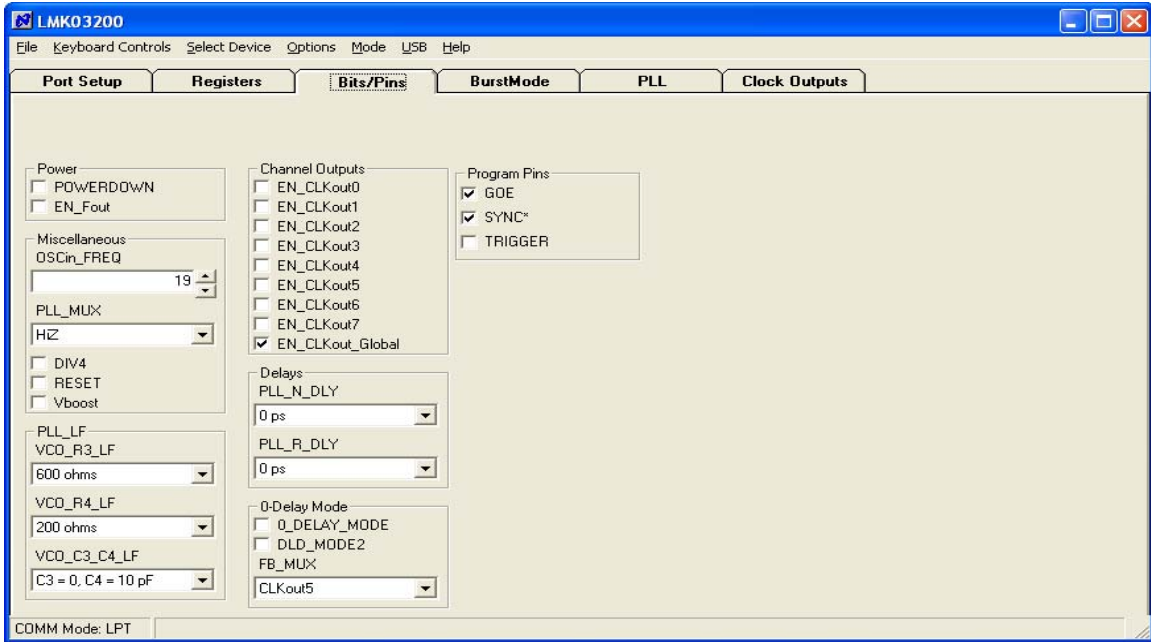 LMK03200
File Keyboard Controls Select Device Options Mode USB Help
Port Setup Registers Bits/Pins BurstMode PLL Clock Outputs
Power
POWERDOWN
EN_Fout
Miscellaneous
OSCin_FREQ
19
PLL_MUX
HiZ
DIV4
RESET
Vboost
PLL_LF
VCO_R3_LF
600 ohms
VCO_R4_LF
200 ohms
VCO_C3_C4_LF
C3 = 0, C4 = 10 pF
Channel Outputs
EN_CLKout0
EN_CLKout1
EN_CLKout2
EN_CLKout3
EN_CLKout4
EN_CLKout5
EN_CLKout6
EN_CLKout7
EN_CLKout_Global
Delays
PLL_N_DLY
0 ps
PLL_R_DLY
0 ps
0-Delay Mode
0_DELAY_MODE
DLD_MODE2
FB_MUX
CLKout5
Program Pins
GOE
SYNC*
TRIGGER
COMM Mode: LPT